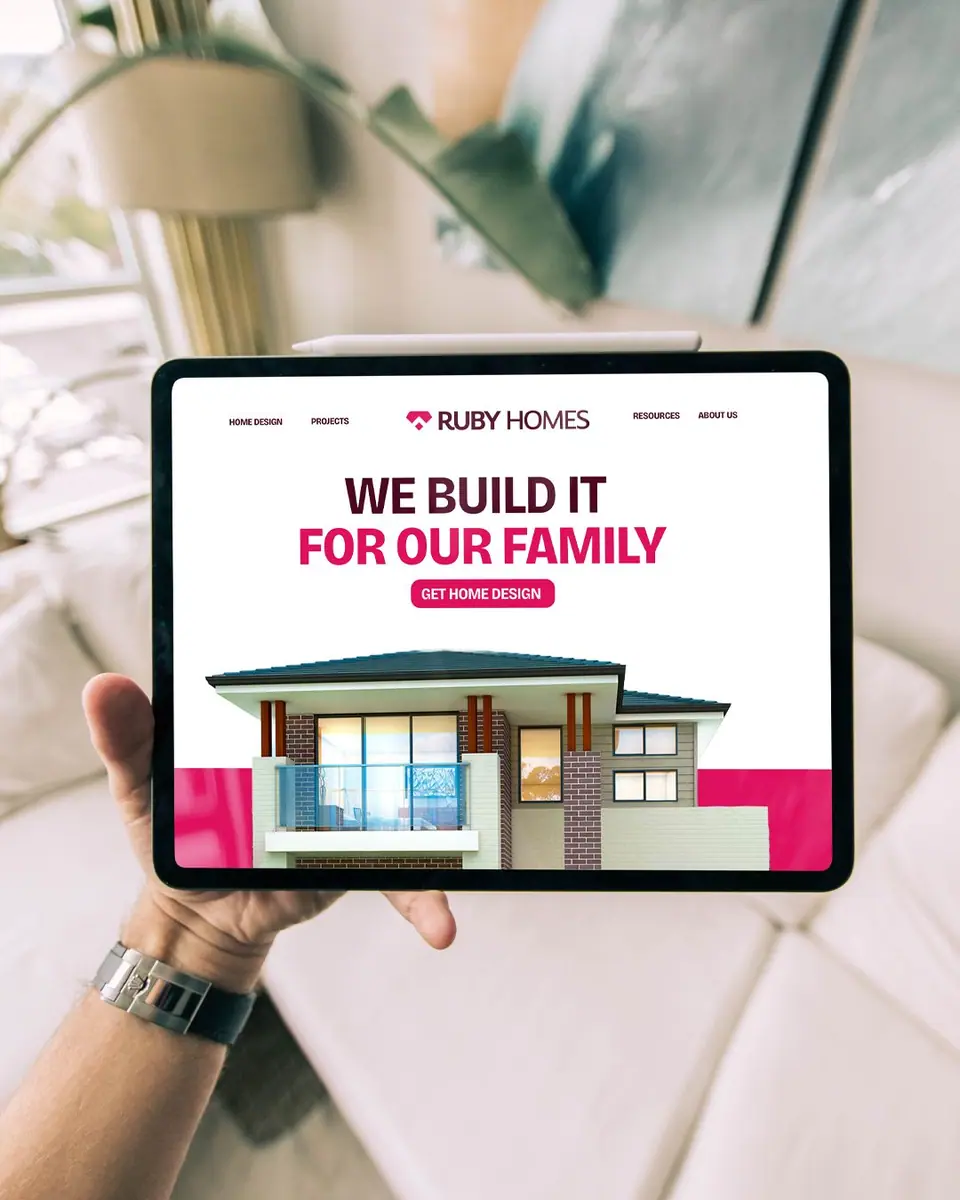 HOME DESIGN PROJECTS RUBY HOMES RESOURCES ABOUT US
WE BUILD IT
FOR OUR FAMILY
GET HOME DESIGN